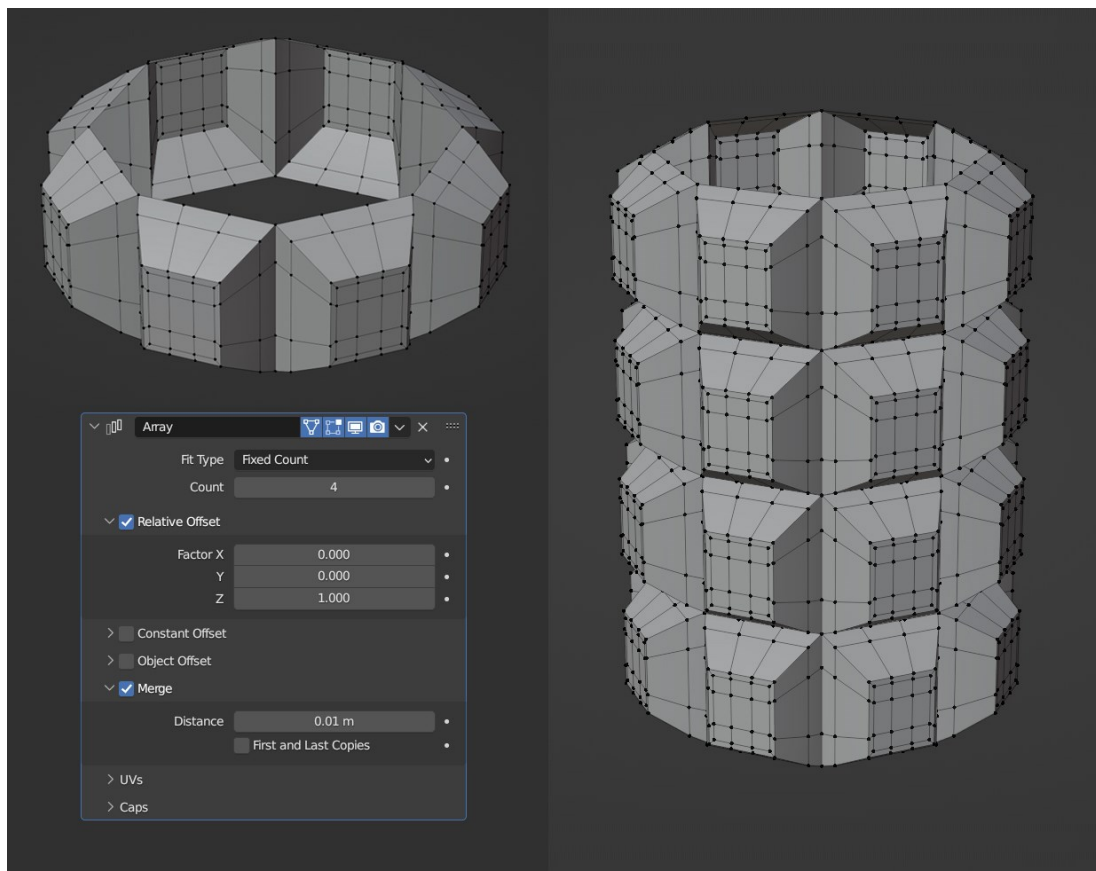 Array
Fit Type Fixed Count
Count 4
Relative Offset
Factor X 0.000
Y 0.000
Z 1.000
Constant Offset
Object Offset
Merge
Distance 0.01 m
First and Last Copies
UVs
Caps